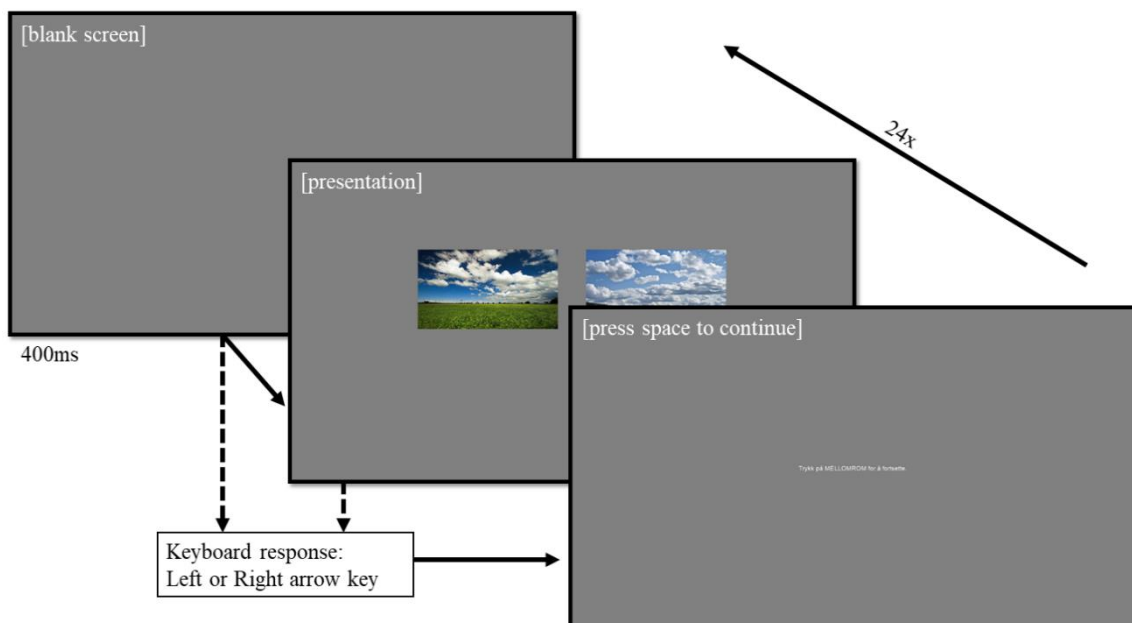 [blank screen]
24x
[presentation]
[press space to continue]
400ms
Trykk på MELLOMROM for å fortsette.
Keyboard response:
Left or Right arrow key